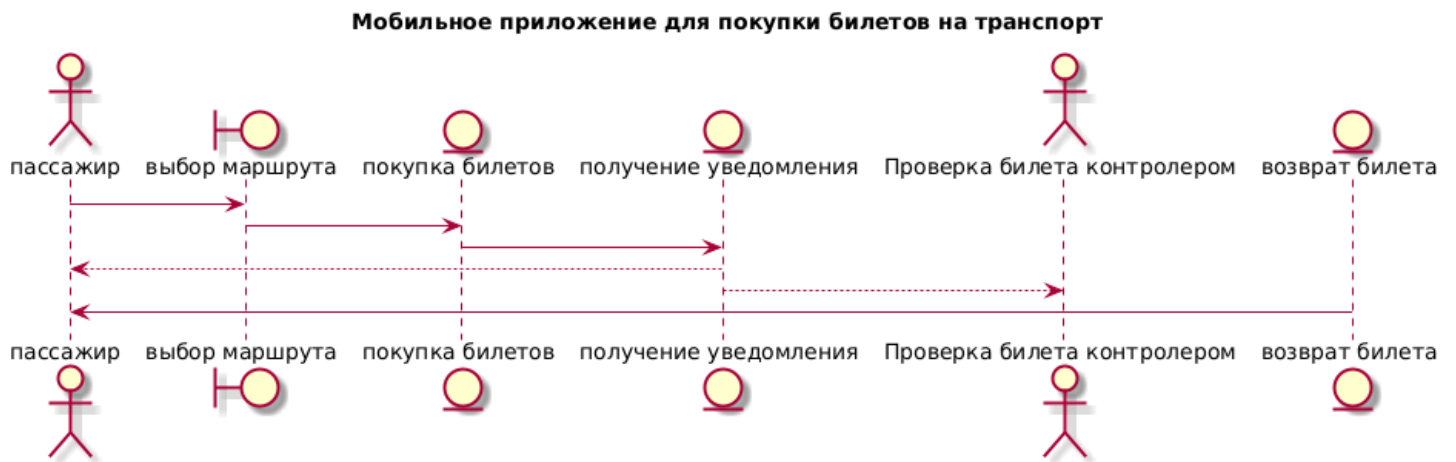 Мобильное приложение для покупки билетов на транспорт
пассажир выбор маршрута покупка билетов получение уведомления Проверка билета контролером возврат билета
пассажир выбор маршрута покупка билетов получение уведомления Проверка билета контролером возврат билета